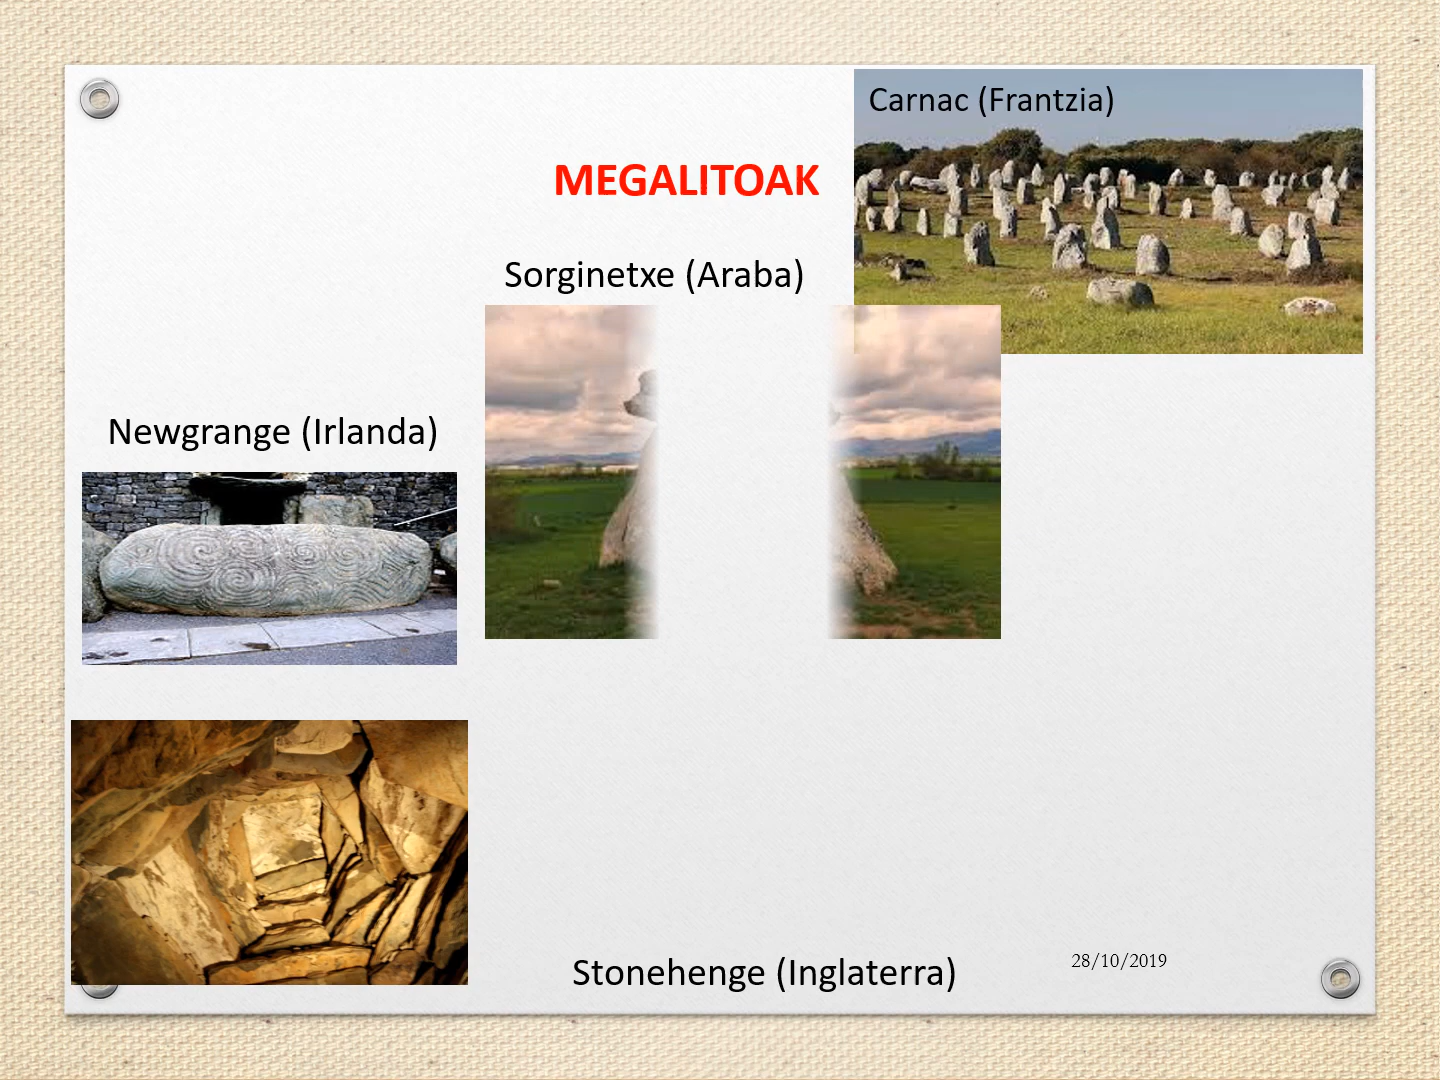 Carnac (Frantzia)
MEGALITOAK
Sorginetxe (Araba)
Newgrange (Irlanda)
Stonehenge (Inglaterra)
28/10/2019